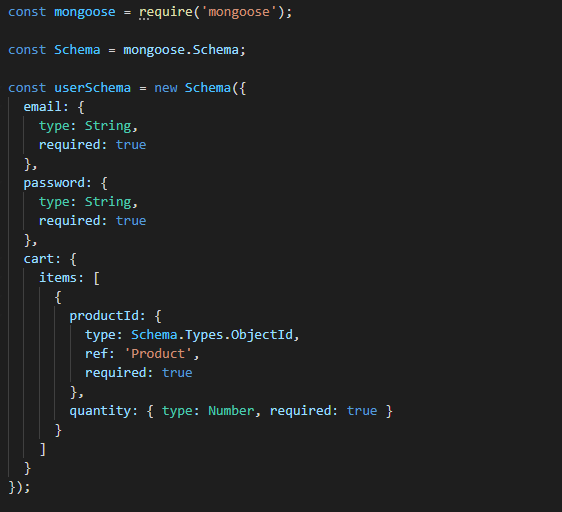 const mongoose = require('mongoose');
const Schema = mongoose.Schema;
const userSchema = new Schema({
  email: {
    type: String,
    required: true
  },
  password: {
    type: String,
    required: true
  },
  cart: {
    items: [
      {
        productId: {
          type: Schema.Types.ObjectId,
          ref: 'Product',
          required: true
        },
        quantity: { type: Number, required: true }
      }
    ]
  }
});